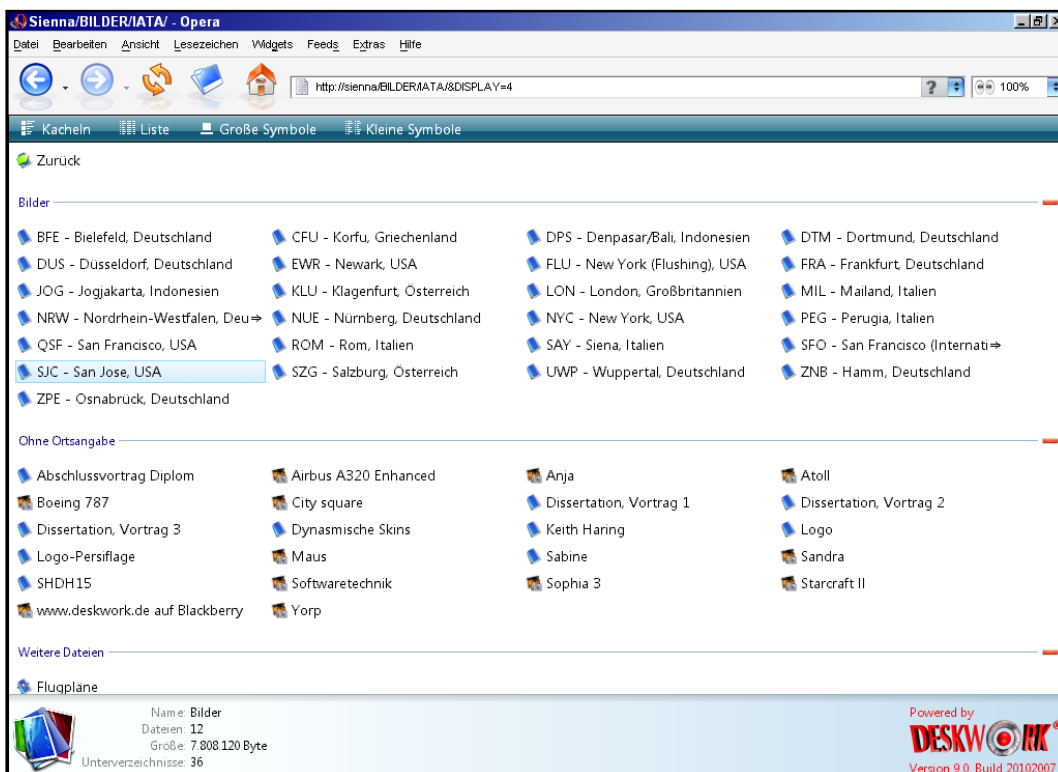 Sienna/BILDER/IATA/ - Opera
Datei Bearbeiten Ansicht Lesezeichen Widgets Feeds Extras Hilfe
http://sienna/BILDER/IATA/&DISPLAY=4 ? 100%
Kacheln Liste Große Symbole Kleine Symbole
Zurück
Bilder
BFE - Bielefeld, Deutschland CFU - Korfu, Griechenland DPS - Denpasar/Bali, Indonesien DTM - Dortmund, Deutschland
DUS - Düsseldorf, Deutschland EWR - Newark, USA FLU - New York (Flushing), USA FRA - Frankfurt, Deutschland
JOG - Jogjakarta, Indonesien KLU - Klagenfurt, Österreich LON - London, Großbritannien MIL - Mailand, Italien
NRW - Nordrhein-Westfalen, Deu⇒ NUE - Nürnberg, Deutschland NYC - New York, USA PEG - Perugia, Italien
QSF - San Francisco, USA ROM - Rom, Italien SAY - Siena, Italien SFO - San Francisco (Internati⇒
SJC - San Jose, USA SZG - Salzburg, Österreich UWP - Wuppertal, Deutschland ZNB - Hamm, Deutschland
ZPE - Osnabrück, Deutschland
Ohne Ortsangabe
Abschlussvortrag Diplom Airbus A320 Enhanced Anja Atoll
Boeing 787 City square Dissertation, Vortrag 1 Dissertation, Vortrag 2
Dissertation, Vortrag 3 Dynasmische Skins Keith Haring Logo
Logo-Persiflage Maus Sabine Sandra
SHDH15 Softwaretechnik Sophia 3 Starcraft II
www.deskwork.de auf Blackberry Yorp
Weitere Dateien
Flugpläne
Name: Bilder
Dateien: 12
Größe: 7.808.120 Byte
Unterverzeichnisse: 36
Powered by
DESKWORK®
Version 9.0, Build 20102007